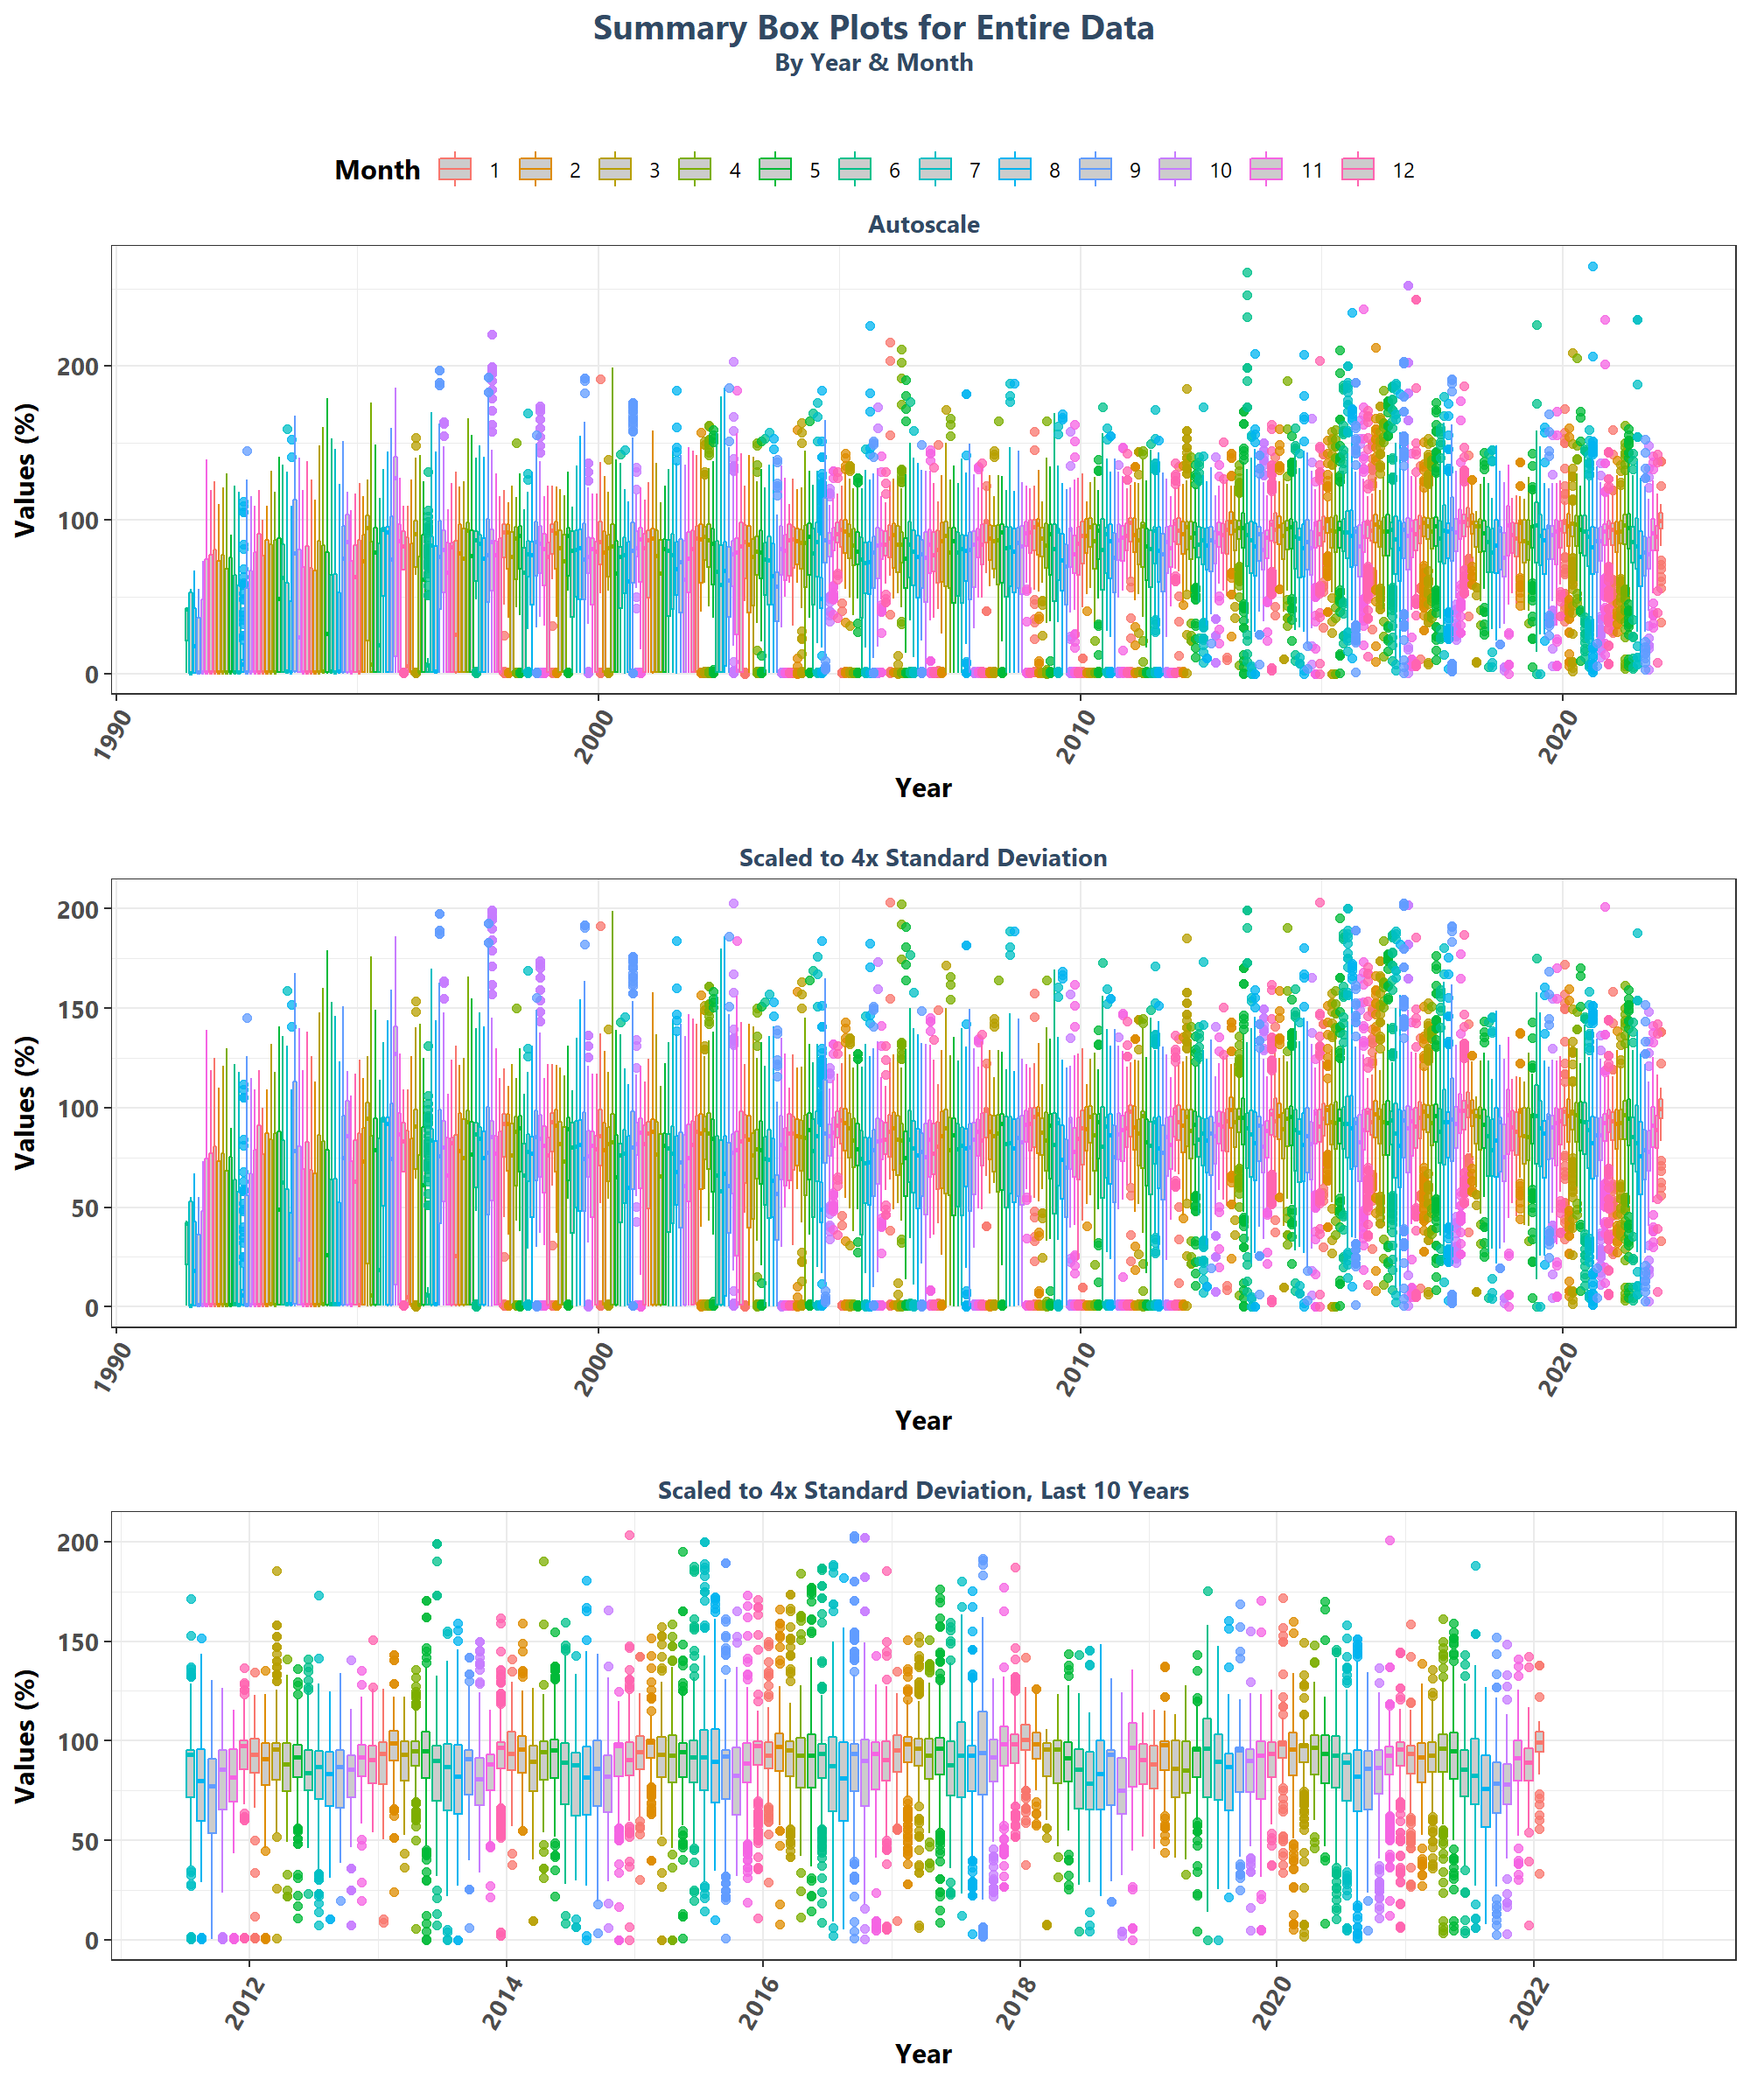 Summary Box Plots for Entire Data
By Year & Month
Month 1 2 3 4 5 6 7 8 9 10 11 12
Autoscale
Values (%)
200
100
0
1990 2000 2010 2020
Year
Scaled to 4x Standard Deviation
Values (%)
200
150
100
50
0
1990 2000 2010 2020
Year
Scaled to 4x Standard Deviation, Last 10 Years
Values (%)
200
150
100
50
0
2012 2014 2016 2018 2020 2022
Year